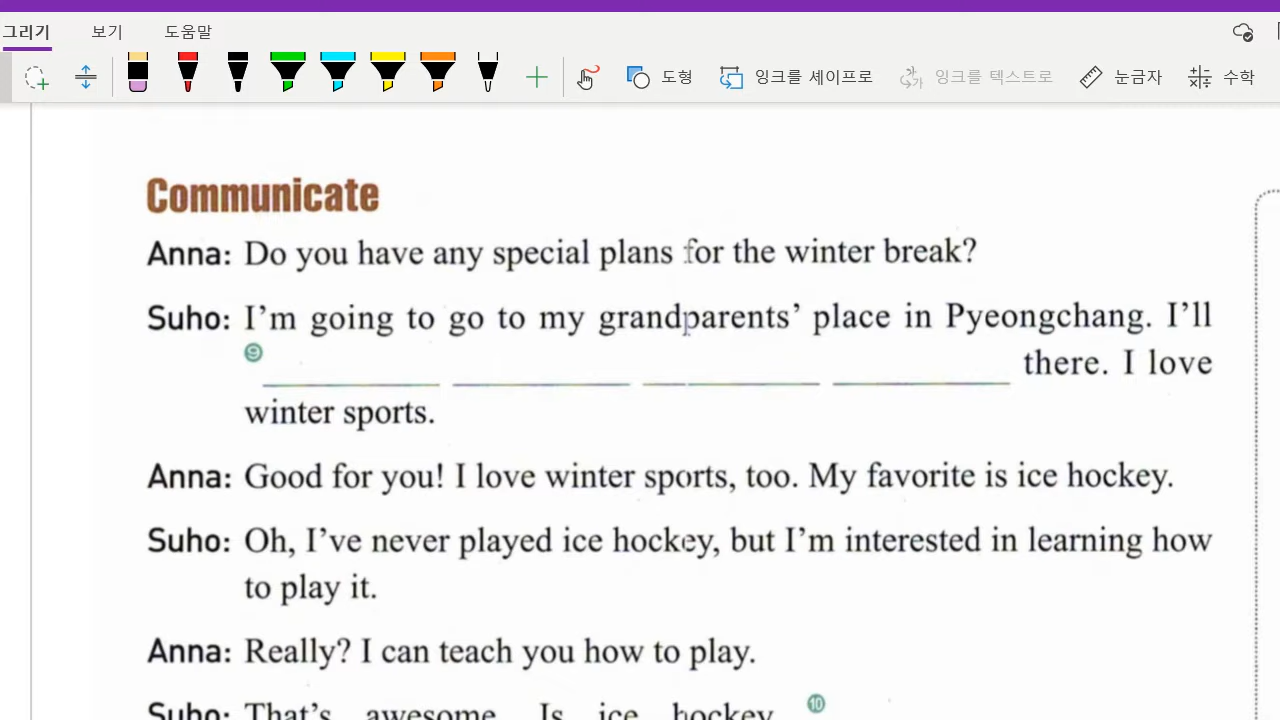 그리기 보기 도움말
도형 잉크를 셰이프로 잉크를 텍스트로 눈금자 수학
Communicate
Anna: Do you have any special plans for the winter break?
Suho: I'm going to go to my grandparents' place in Pyeongchang. I'll
⑨ there. I love
winter sports.
Anna: Good for you! I love winter sports, too. My favorite is ice hockey.
Suho: Oh, I've never played ice hockey, but I'm interested in learning how
to play it.
Anna: Really? I can teach you how to play.
Suho: That's awesome. Is ice hockey ⑩